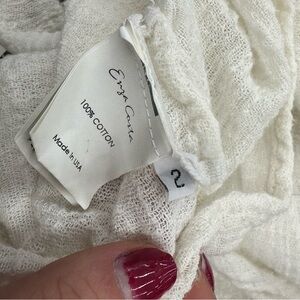 Enza Costa
100% COTTON
Made in USA
2